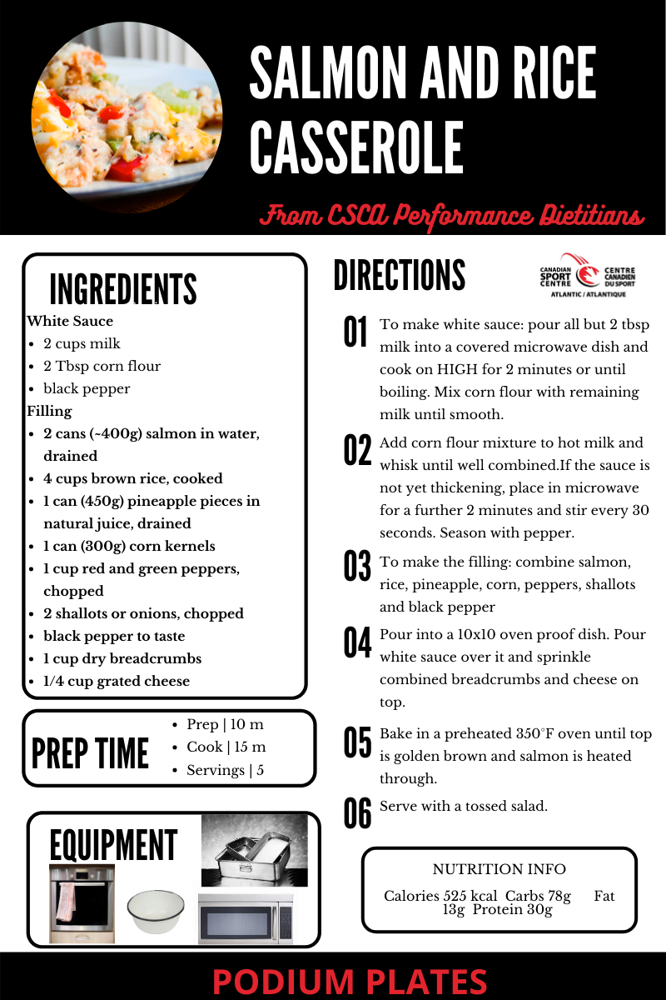 SALMON AND RICE
CASSEROLE
From CSCA Performance Dietitians
INGREDIENTS
White Sauce
• 2 cups milk
• 2 Tbsp corn flour
• black pepper
Filling
• 2 cans (~400g) salmon in water,
drained
• 4 cups brown rice, cooked
• 1 can (450g) pineapple pieces in
natural juice, drained
• 1 can (300g) corn kernels
• 1 cup red and green peppers,
chopped
• 2 shallots or onions, chopped
• black pepper to taste
• 1 cup dry breadcrumbs
• 1/4 cup grated cheese
PREP TIME
• Prep | 10 m
• Cook | 15 m
• Servings | 5
EQUIPMENT
DIRECTIONS
CANADIAN
SPORT
CENTRE
CENTRE
CANADIEN
DU SPORT
ATLANTIC / ATLANTIQUE
01 To make white sauce: pour all but 2 tbsp
milk into a covered microwave dish and
cook on HIGH for 2 minutes or until
boiling. Mix corn flour with remaining
milk until smooth.
02 Add corn flour mixture to hot milk and
whisk until well combined.If the sauce is
not yet thickening, place in microwave
for a further 2 minutes and stir every 30
seconds. Season with pepper.
03 To make the filling: combine salmon,
rice, pineapple, corn, peppers, shallots
and black pepper
04 Pour into a 10x10 oven proof dish. Pour
white sauce over it and sprinkle
combined breadcrumbs and cheese on
top.
05 Bake in a preheated 350°F oven until top
is golden brown and salmon is heated
through.
06 Serve with a tossed salad.
NUTRITION INFO
Calories 525 kcal Carbs 78g Fat
13g Protein 30g
PODIUM PLATES